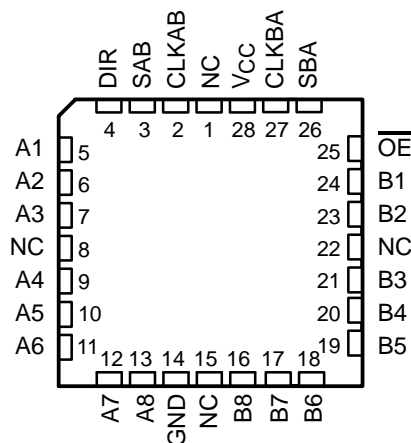 DIR SAB CLKAB NC VCC CLKBA SBA
4 3 2 1 28 27 26
A1 5 25 OE
A2 6 24 B1
A3 7 23 B2
NC 8 22 NC
A4 9 21 B3
A5 10 20 B4
A6 11 19 B5
12 13 14 15 16 17 18
A7 A8 GND NC B8 B7 B6